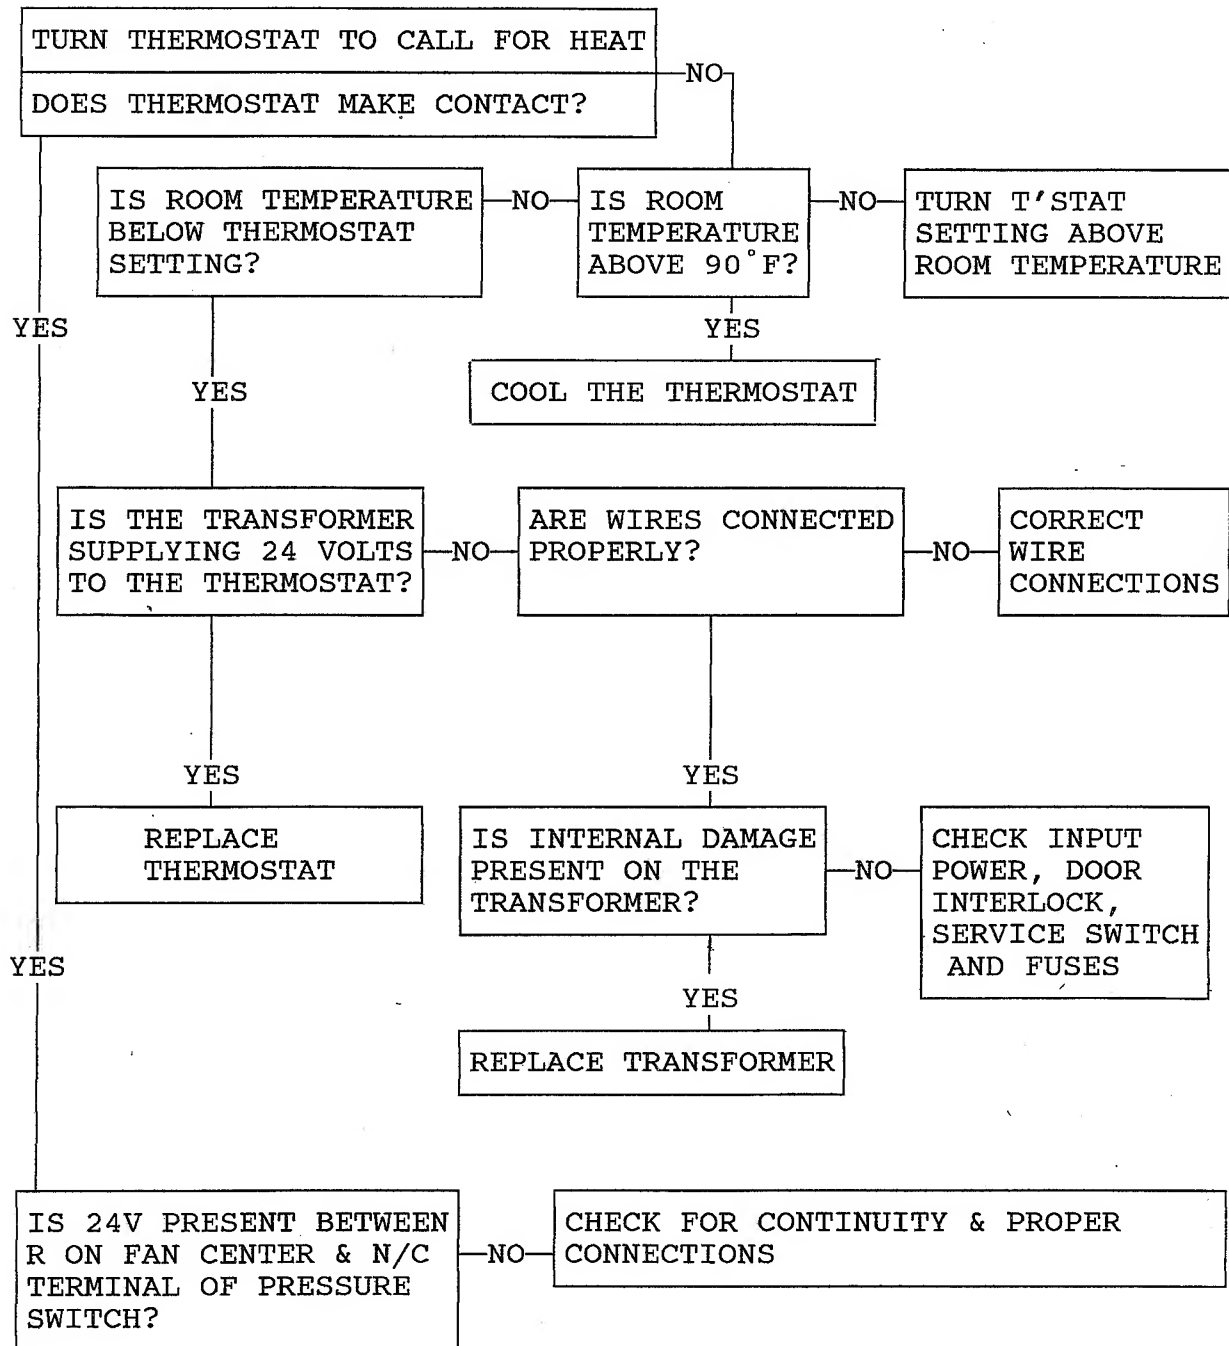 TURN THERMOSTAT TO CALL FOR HEAT
NO
DOES THERMOSTAT MAKE CONTACT?
IS ROOM TEMPERATURE
BELOW THERMOSTAT
SETTING?
NO
IS ROOM
TEMPERATURE
ABOVE 90°F?
NO
TURN T'STAT
SETTING ABOVE
ROOM TEMPERATURE
YES
YES
COOL THE THERMOSTAT
YES
IS THE TRANSFORMER
SUPPLYING 24 VOLTS
TO THE THERMOSTAT?
NO
ARE WIRES CONNECTED
PROPERLY?
NO
CORRECT
WIRE
CONNECTIONS
YES
YES
REPLACE
THERMOSTAT
IS INTERNAL DAMAGE
PRESENT ON THE
TRANSFORMER?
NO
CHECK INPUT
POWER, DOOR
INTERLOCK,
SERVICE SWITCH
AND FUSES
YES
YES
REPLACE TRANSFORMER
IS 24V PRESENT BETWEEN
R ON FAN CENTER & N/C
TERMINAL OF PRESSURE
SWITCH?
NO
CHECK FOR CONTINUITY & PROPER
CONNECTIONS